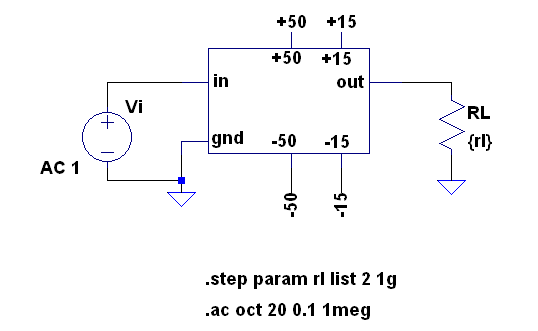 +50 +15
+50 +15
in out
Vi
RL
gnd -50 -15
{rl}
AC 1
-50 -15
.step param rl list 2 1g
.ac oct 20 0.1 1meg